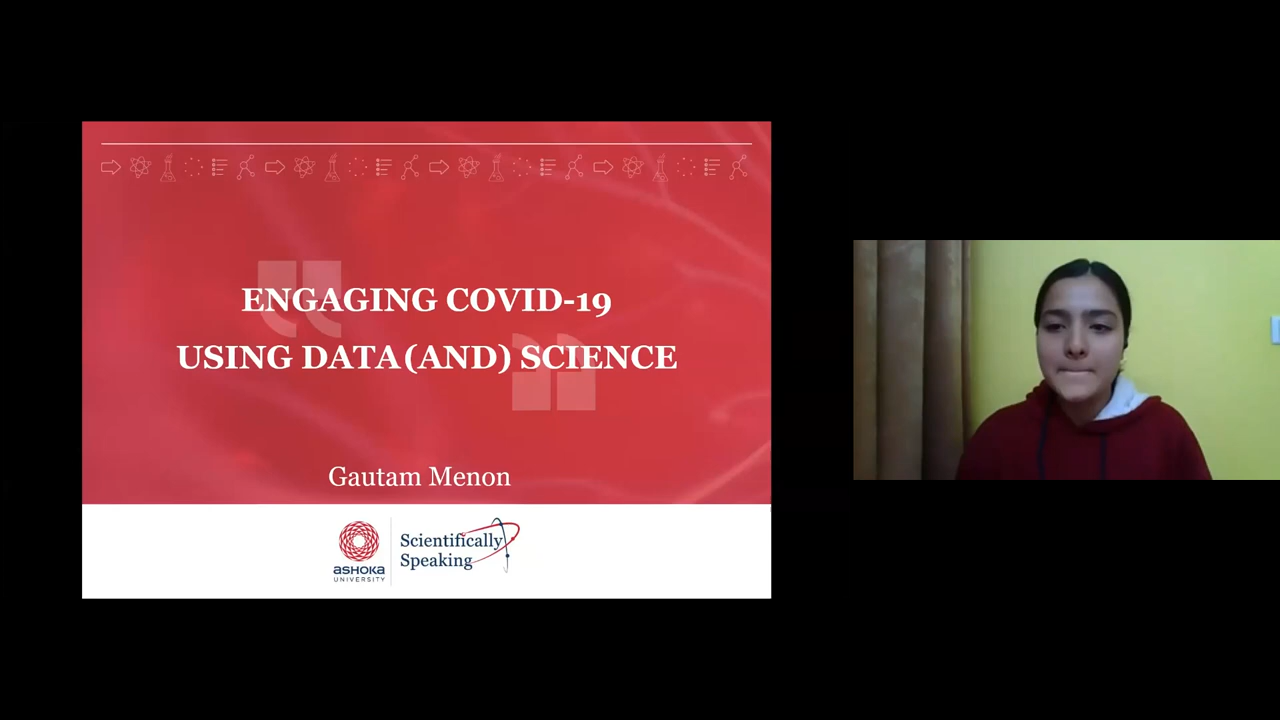 ENGAGING COVID-19
USING DATA(AND) SCIENCE
Gautam Menon
ASHOKA
UNIVERSITY
Scientifically
Speaking